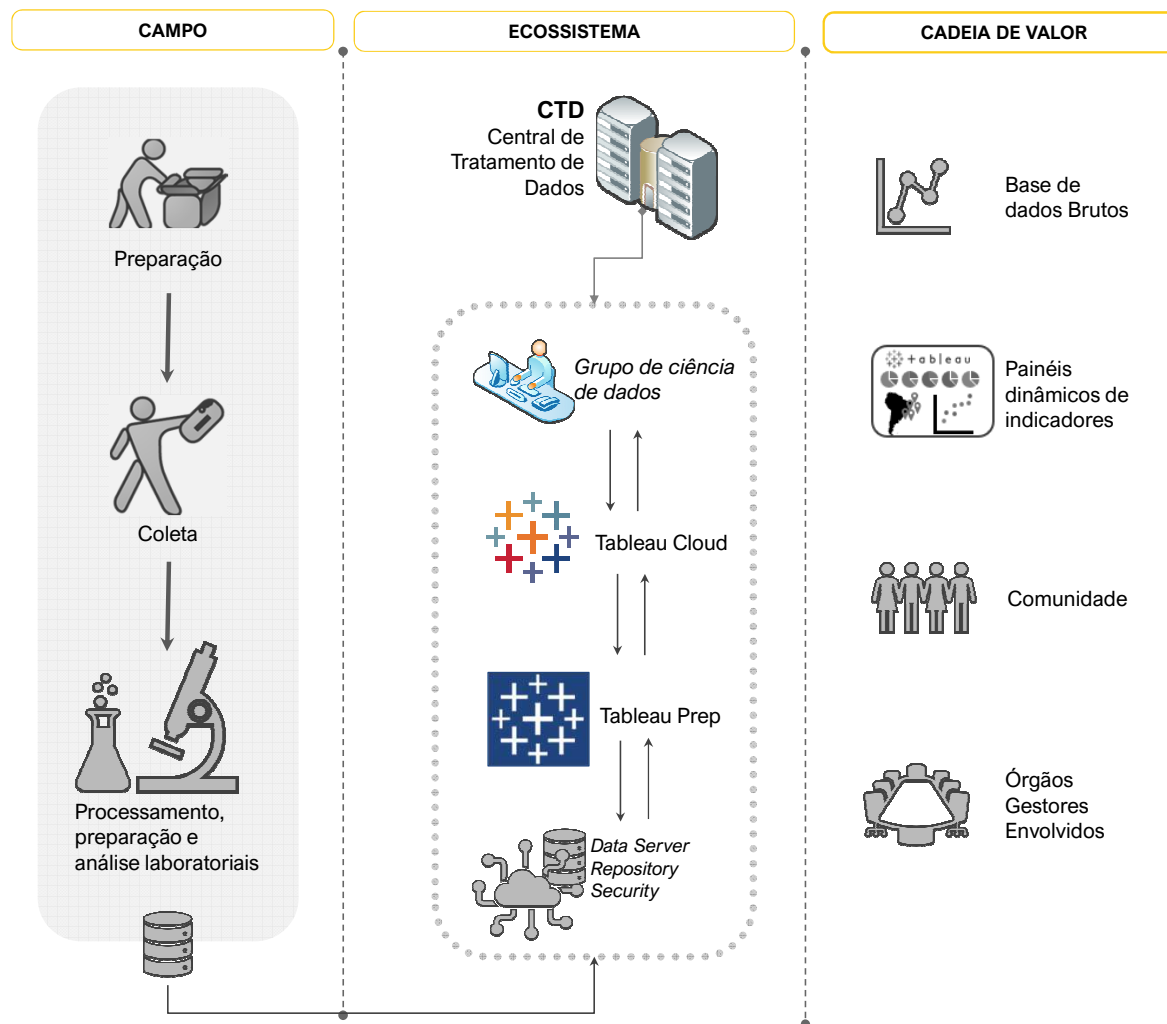 CAMPO
ECOSSISTEMA
CADEIA DE VALOR
Preparação
Coleta
Processamento,
preparação e
análise laboratoriais
CTD
Central de
Tratamento de
Dados
Grupo de ciência
de dados
Tableau Cloud
Tableau Prep
Data Server
Repository
Security
Base de
dados Brutos
+ a b l e a u
Painéis
dinâmicos de
indicadores
Comunidade
Órgãos
Gestores
Envolvidos